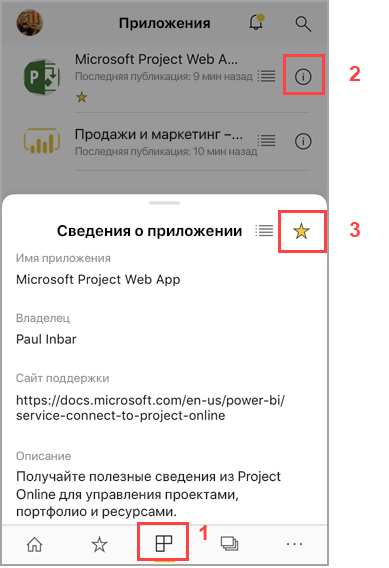 Приложения
Microsoft Project Web A...
Последняя публикация: 9 мин назад
2
Продажи и маркетинг –...
Последняя публикация: 10 мин назад
Сведения о приложении
3
Имя приложения
Microsoft Project Web App
Владелец
Paul Inbar
Сайт поддержки
https://docs.microsoft.com/en-us/power-bi/
service-connect-to-project-online
Описание
Получайте полезные сведения из Project
Online для управления проектами,
портфолио и ресурсами.
1